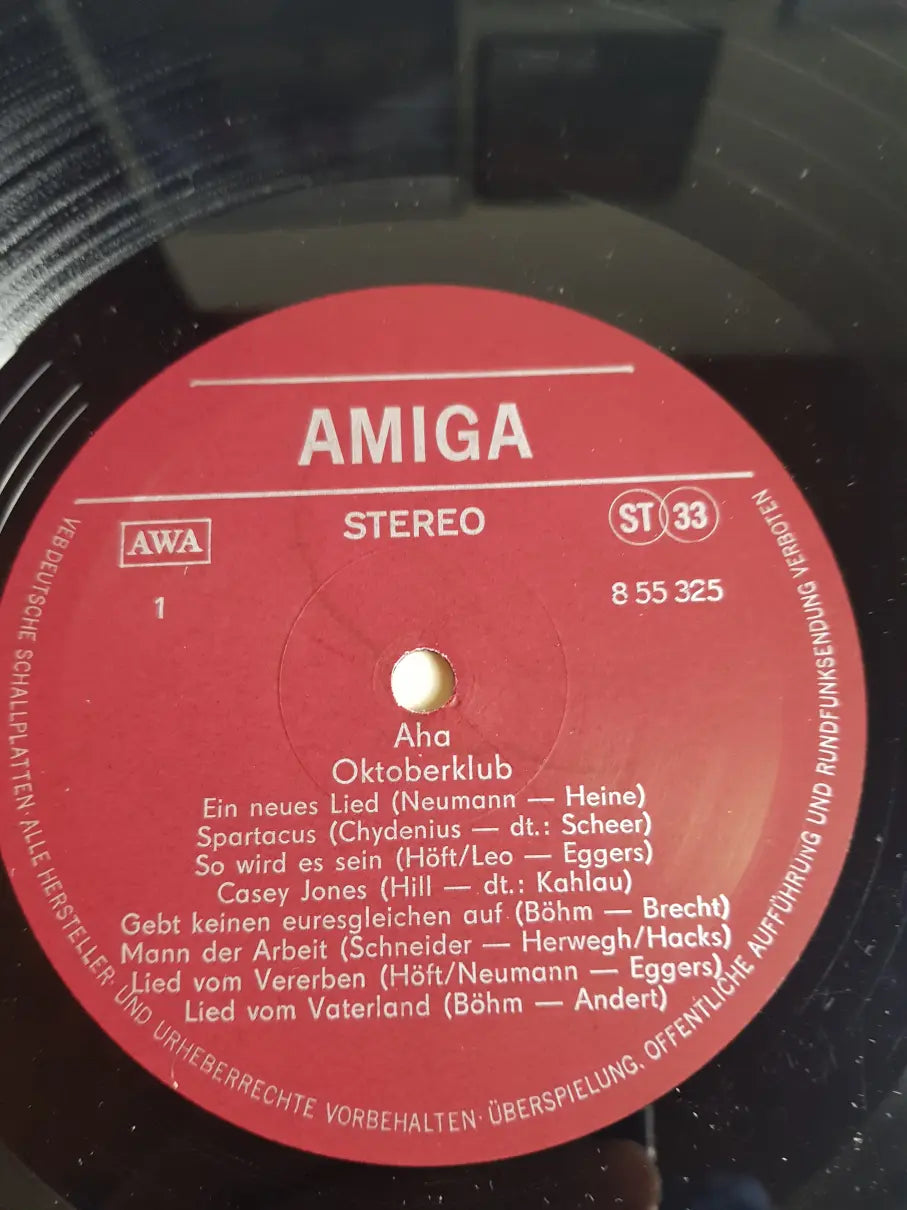 AMIGA
AWA
STEREO
ST 33
1
8 55 325
Aha
Oktoberklub
Ein neues Lied (Neumann — Heine)
Spartacus (Chydenius — dt.: Scheer)
So wird es sein (Höft/Leo — Eggers)
Casey Jones (Hill — dt.: Kahlau)
Gebt keinen euresgleichen auf (Böhm — Brecht)
Mann der Arbeit (Schneider — Herwegh/Hacks)
Lied vom Vererben (Höft/Neumann — Eggers)
Lied vom Vaterland (Böhm — Andert)
VEB DEUTSCHE SCHALLPLATTEN · ALLE HERSTELLER- UND URHEBERRECHTE VORBEHALTEN · ÜBERSPIELUNG, ÖFFENTLICHE AUFFÜHRUNG UND RUNDFUNKSENDUNG VERBOTEN